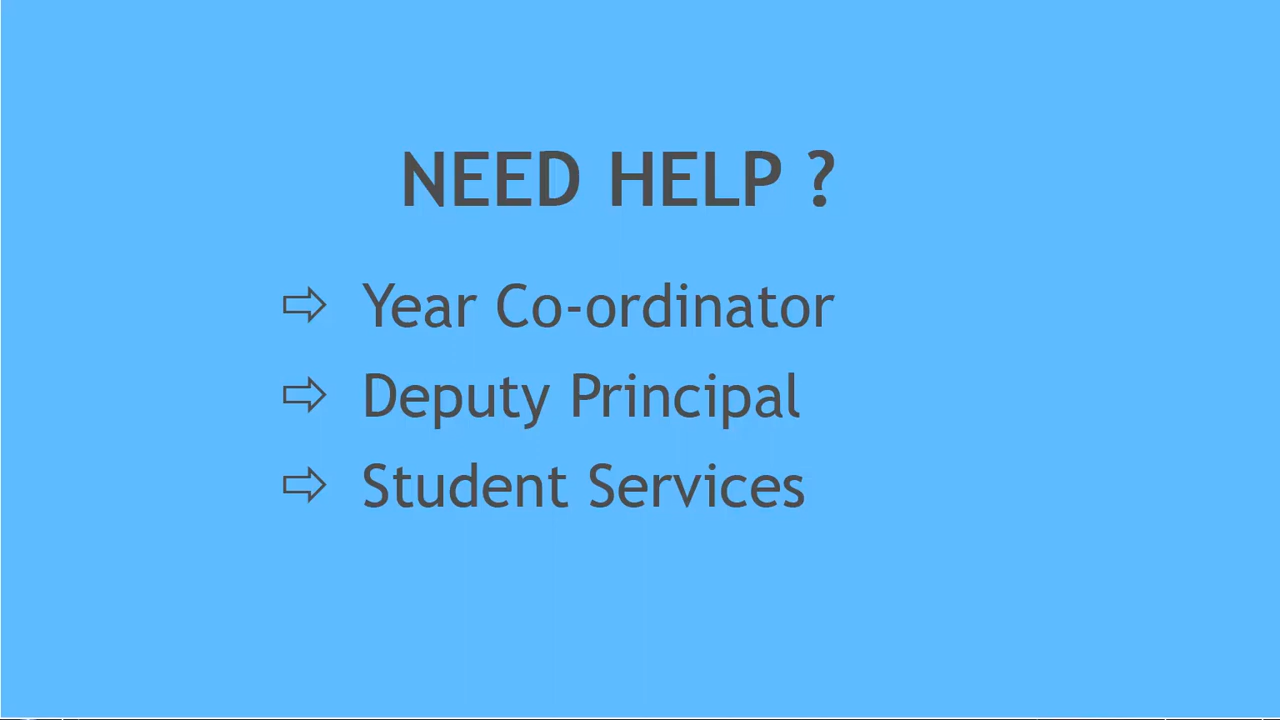 NEED HELP ?
⇨ Year Co-ordinator
⇨ Deputy Principal
⇨ Student Services